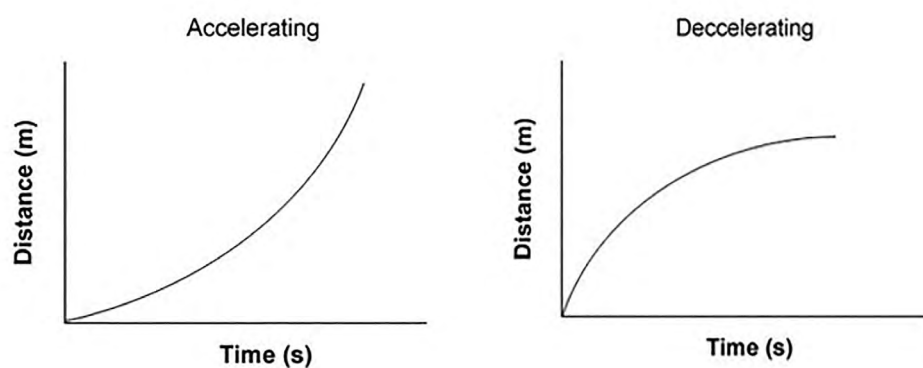 Accelerating
Distance (m)
Time (s)
Deccelerating
Distance (m)
Time (s)